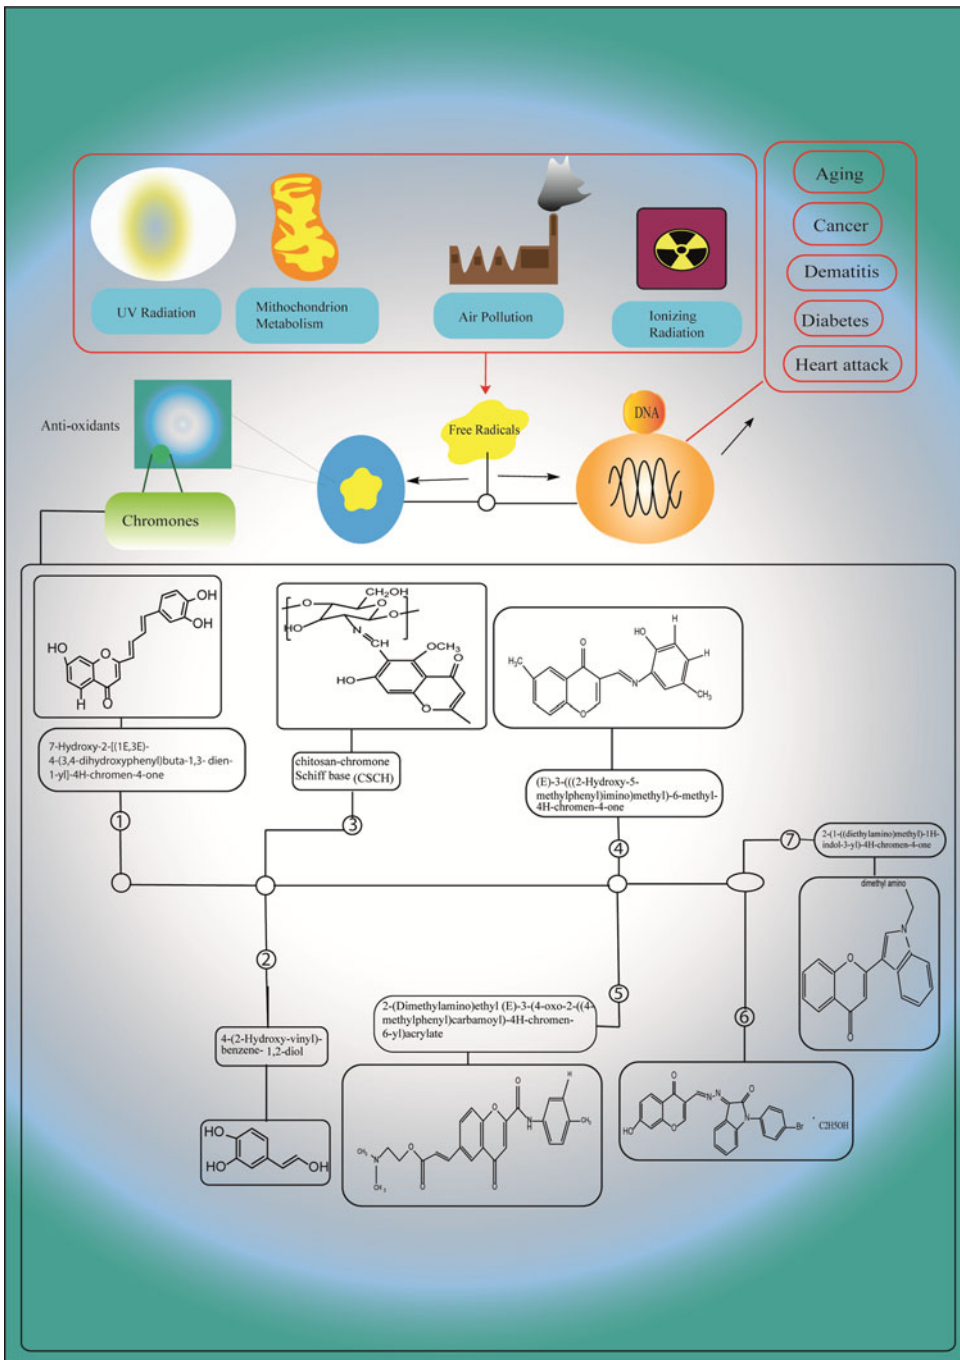 Aging
Cancer
Dematitis
Diabetes
Heart attack
UV Radiation
Mithochondrion
Metabolism
Air Pollution
Ionizing
Radiation
Anti-oxidants
Free Radicals
DNA
Chromones
OH
OH
HO
O
O
H
CH₂OH
O
O
O
HO
OH
N
CH
OCH₃
O
HO
O
HO
H
H
O
H₃C
N
CH₃
O
7-Hydroxy-2-[(1E,3E)-
4-(3,4-dihydroxyphenyl)buta-1,3- dien-
1-yl]-4H-chromen-4-one
chitosan-chromone
Schiff base (CSCH)
(E)-3-(((2-Hydroxy-5-
methylphenyl)imino)methyl)-6-methyl-
4H-chromen-4-one
1
3
4
7
2-(1-((diethylamino)methyl)-1H-
indol-3-yl)-4H-chromen-4-one
dimethyl amino
N
O
O
2
5
6
2-(Dimethylamino)ethyl (E)-3-(4-oxo-2-((4-
methylphenyl)carbamoyl)-4H-chromen-
6-yl)acrylate
4-(2-Hydroxy-vinyl)-
benzene- 1,2-diol
HO
HO
OH
H
O
O
N
H
CH₃
CH₃
N
CH₃
O
O
O
O
N
N
O
N
HO
O
Br
* C2H5OH